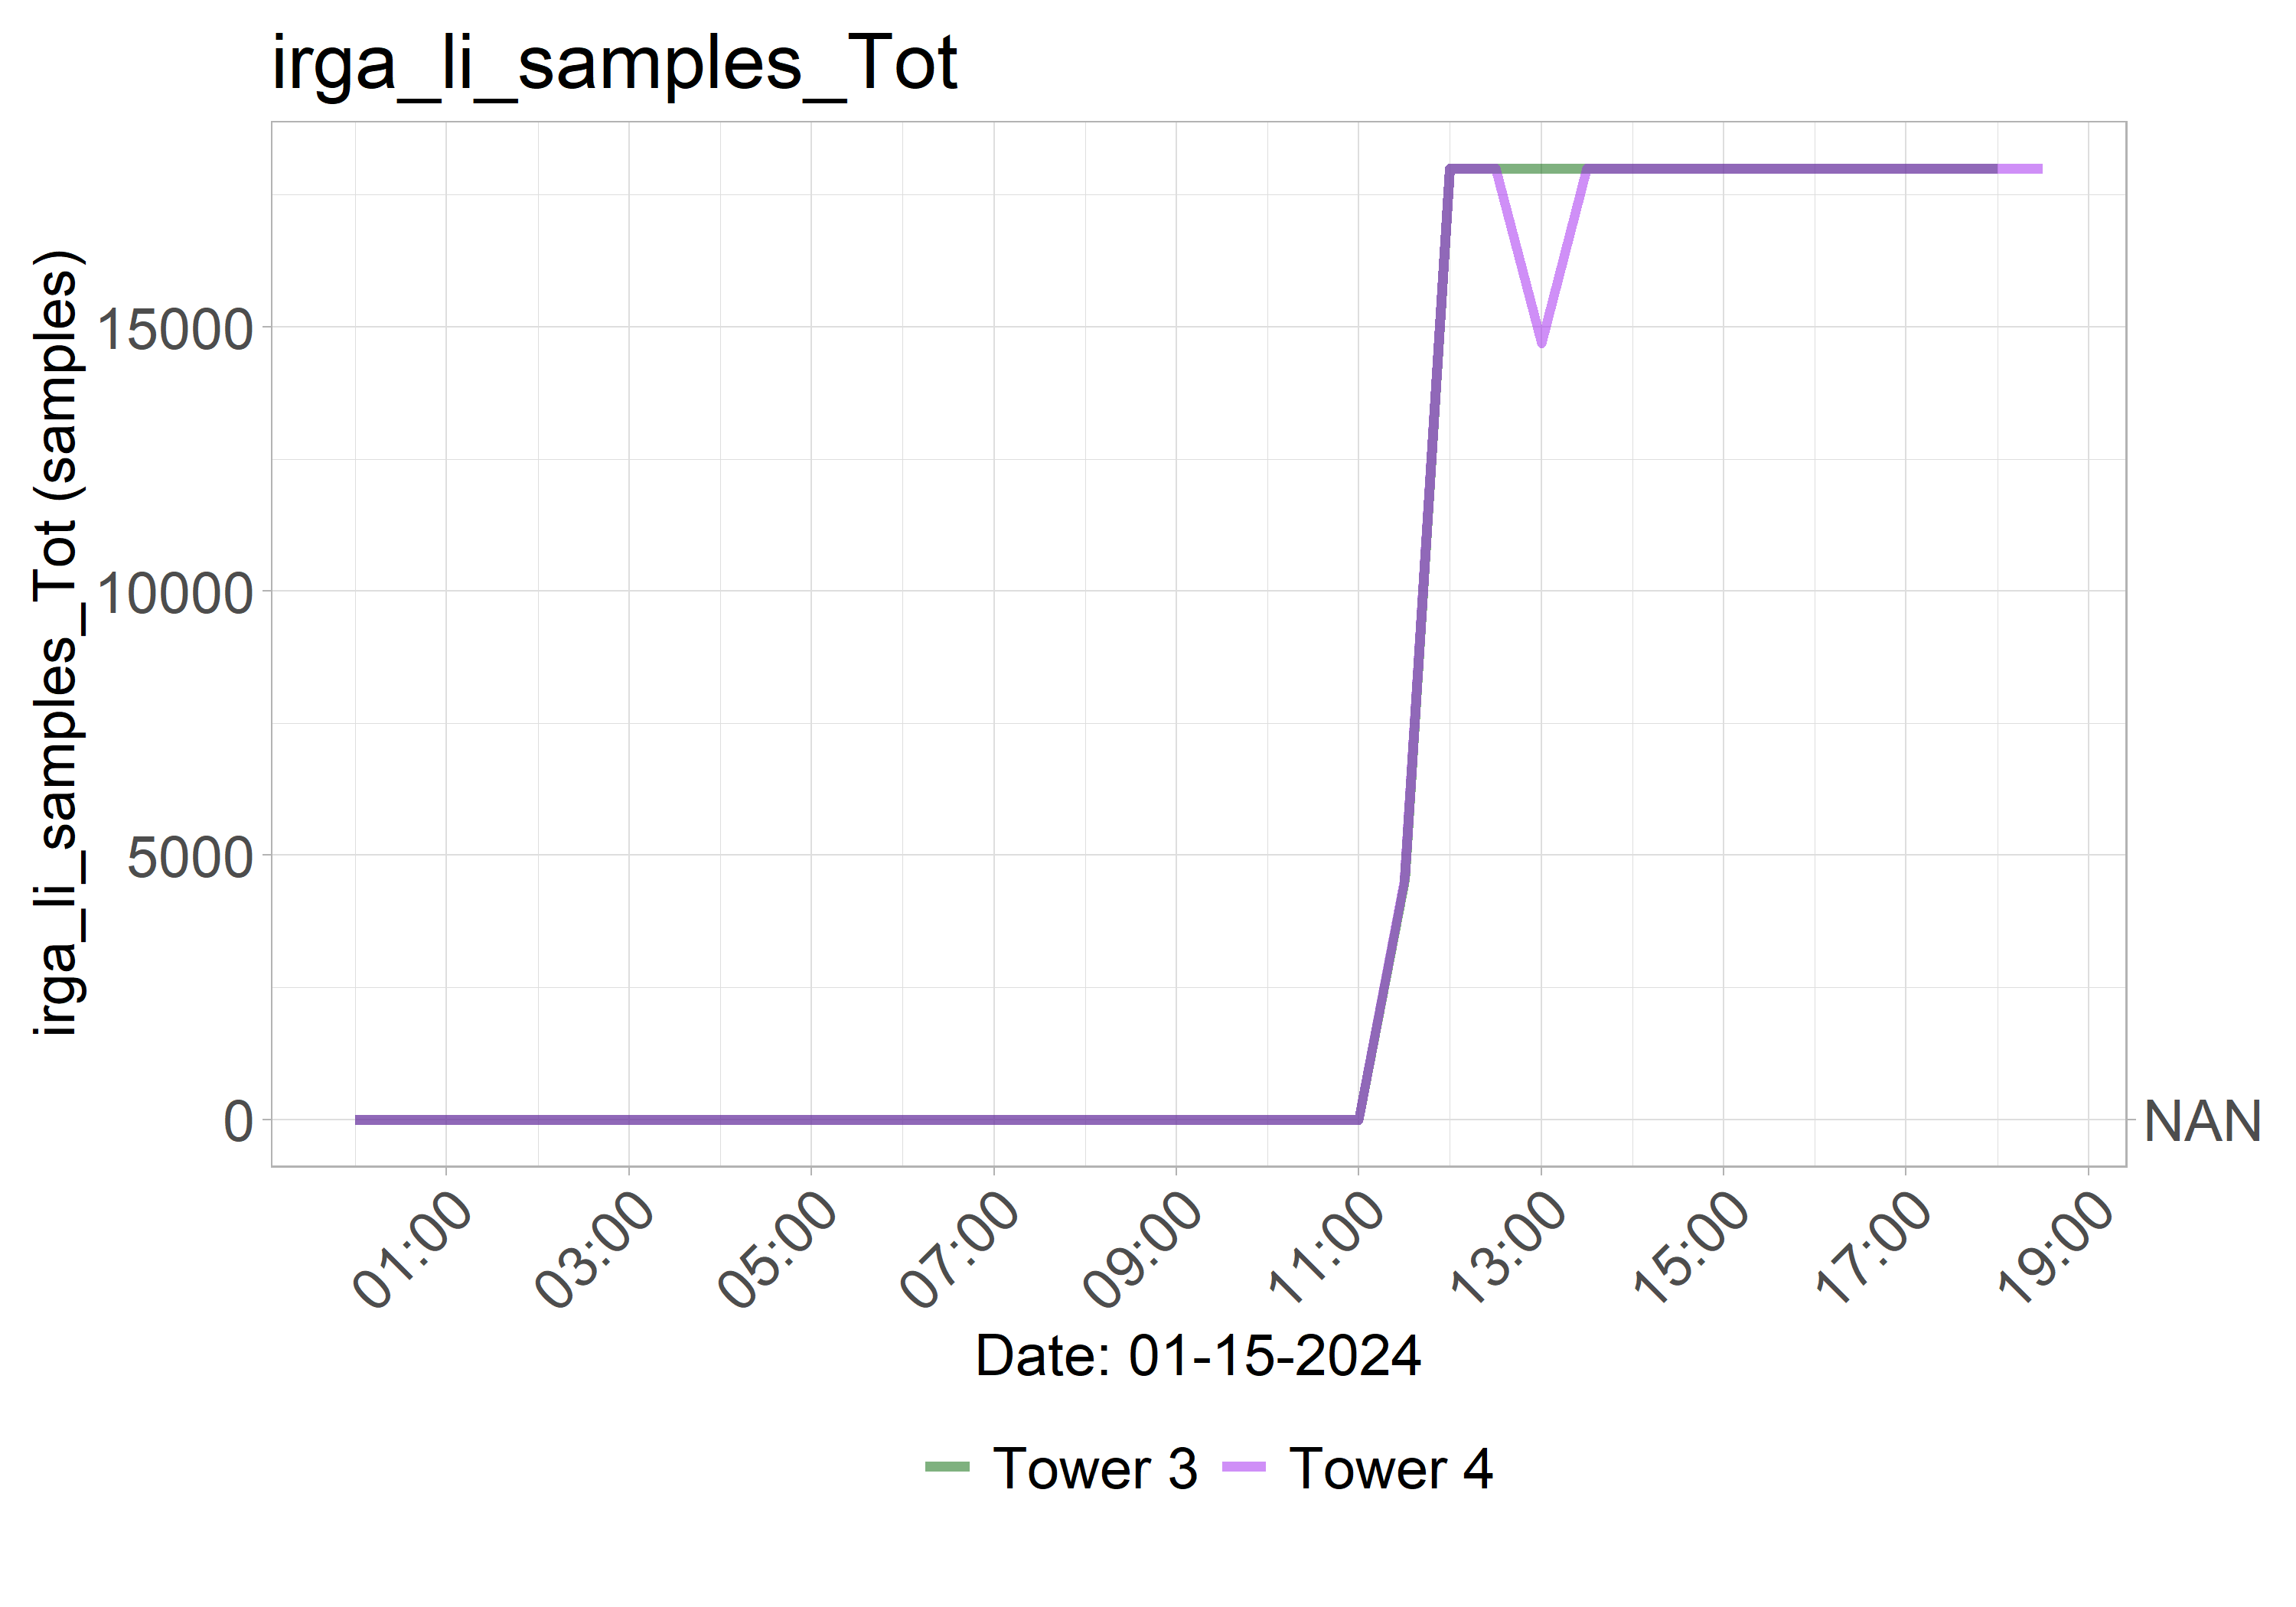 irga_li_samples_Tot
irga_li_samples_Tot (samples)
15000
10000
5000
0
NAN
01:00
03:00
05:00
07:00
09:00
11:00
13:00
15:00
17:00
19:00
Date: 01-15-2024
Tower 3
Tower 4